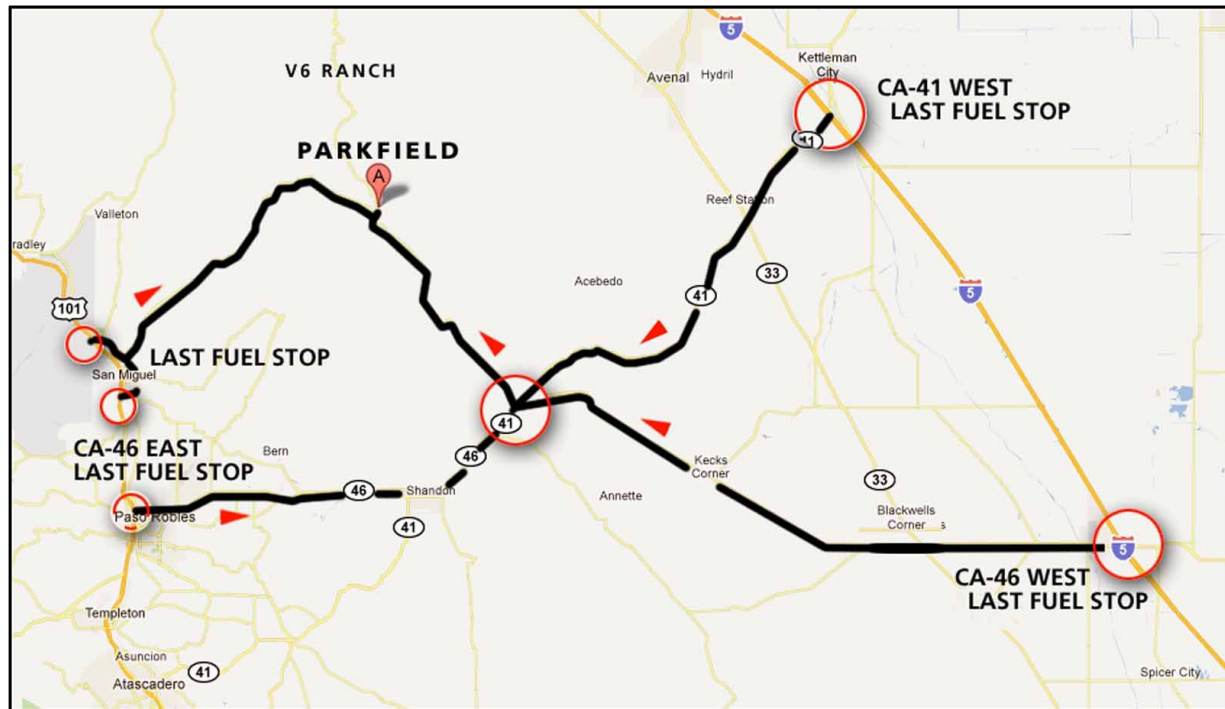 5
Kettleman
City
V6 RANCH
Avenal
Hydril
CA-41 WEST
LAST FUEL STOP
41
PARKFIELD
A
Reef Station
Valleton
radley
33
Acebedo
5
41
101
LAST FUEL STOP
San Miguel
41
CA-46 EAST
LAST FUEL STOP
Bern
46
Kecks
Corner
46
Shandon
Annette
33
Blackwells
Corner
s
Paso Robles
41
5
CA-46 WEST
LAST FUEL STOP
Templeton
Asuncion
41
Atascadero
Spicer City